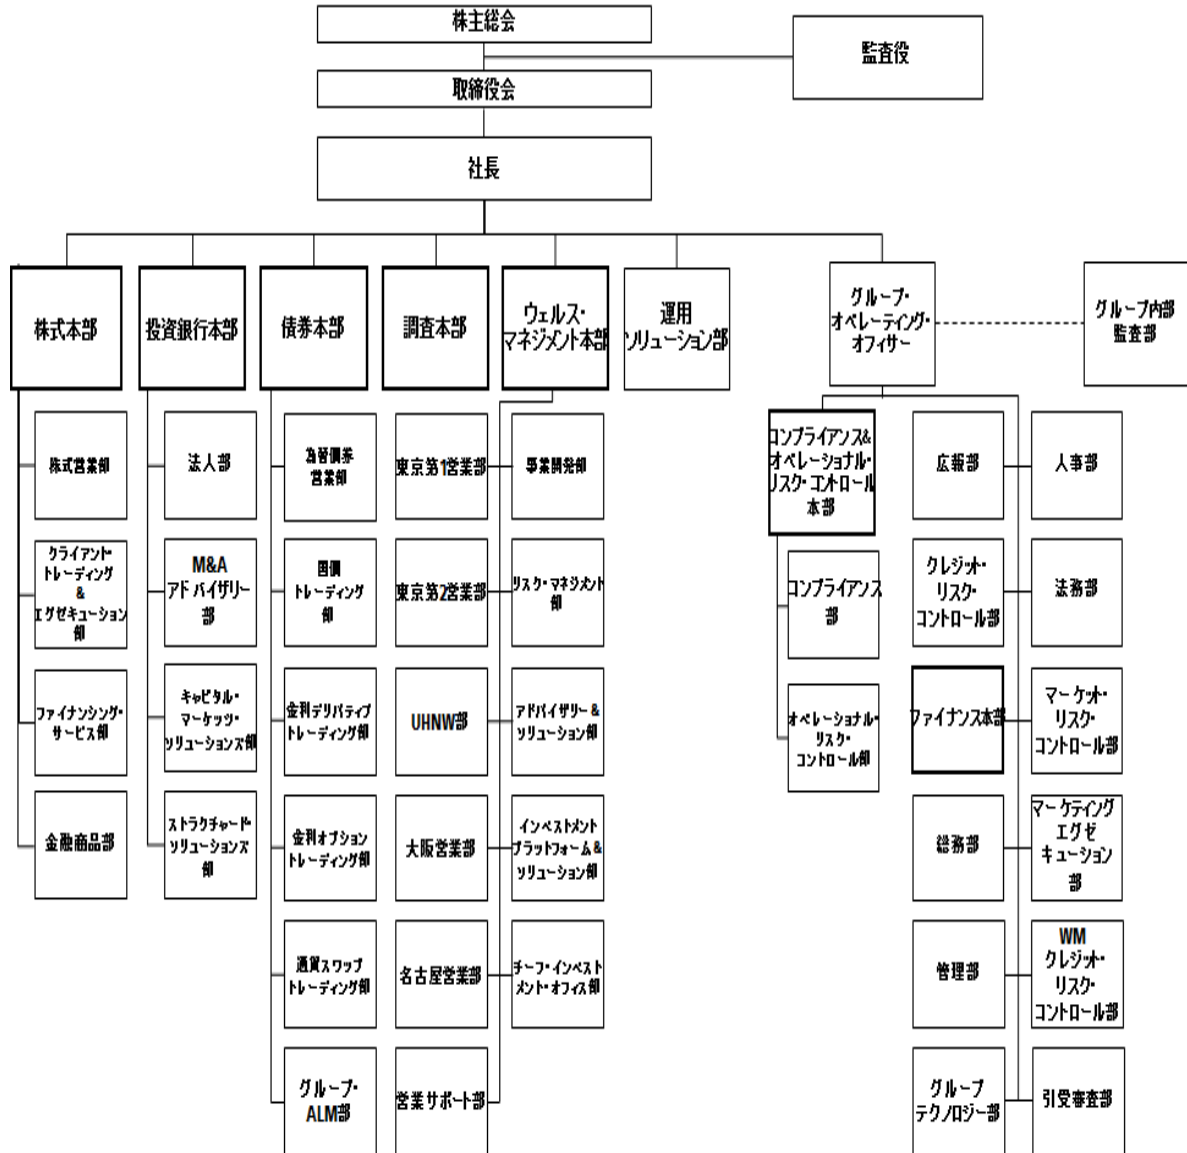 株主総会
監査役
取締役会
社長
株式本部
投資銀行本部
債券本部
調査本部
ウェルス・
マネジメント本部
運用
ソリューション部
グループ・
オペレーティング・
オフィサー
グループ内部
監査部
株式営業部
法人部
為替債券
営業部
東京第1営業部
事業開発部
コンプライアンス&
オペレーショナル・
リスク・コントロール
本部
広報部
人事部
クライアント・
トレーディング
&
エグゼキューション
部
M&A
アドバイザリー
部
国債
トレーディング
部
東京第2営業部
リスク・マネジメント
部
コンプライアンス
部
クレジット・
リスク・
コントロール部
法務部
ファイナンシング・
サービス部
キャピタル・
マーケッツ・
ソリューションズ部
金利デリバティブ
トレーディング部
UHNW部
アドバイザリー&
ソリューション部
オペレーショナル・
リスク・
コントロール部
ファイナンス本部
マーケット・
リスク・
コントロール部
金融商品部
ストラクチャード・
ソリューションズ
部
金利オプション
トレーディング部
大阪営業部
インベストメント
プラットフォーム&
ソリューション部
総務部
マーケティング
エグゼ
キューション
部
通貨スワップ
トレーディング部
名古屋営業部
チーフ・インベスト
メント・オフィス部
管理部
WM
クレジット・
リスク・
コントロール部
グループ・
ALM部
営業サポート部
グループ
テクノロジー部
引受審査部